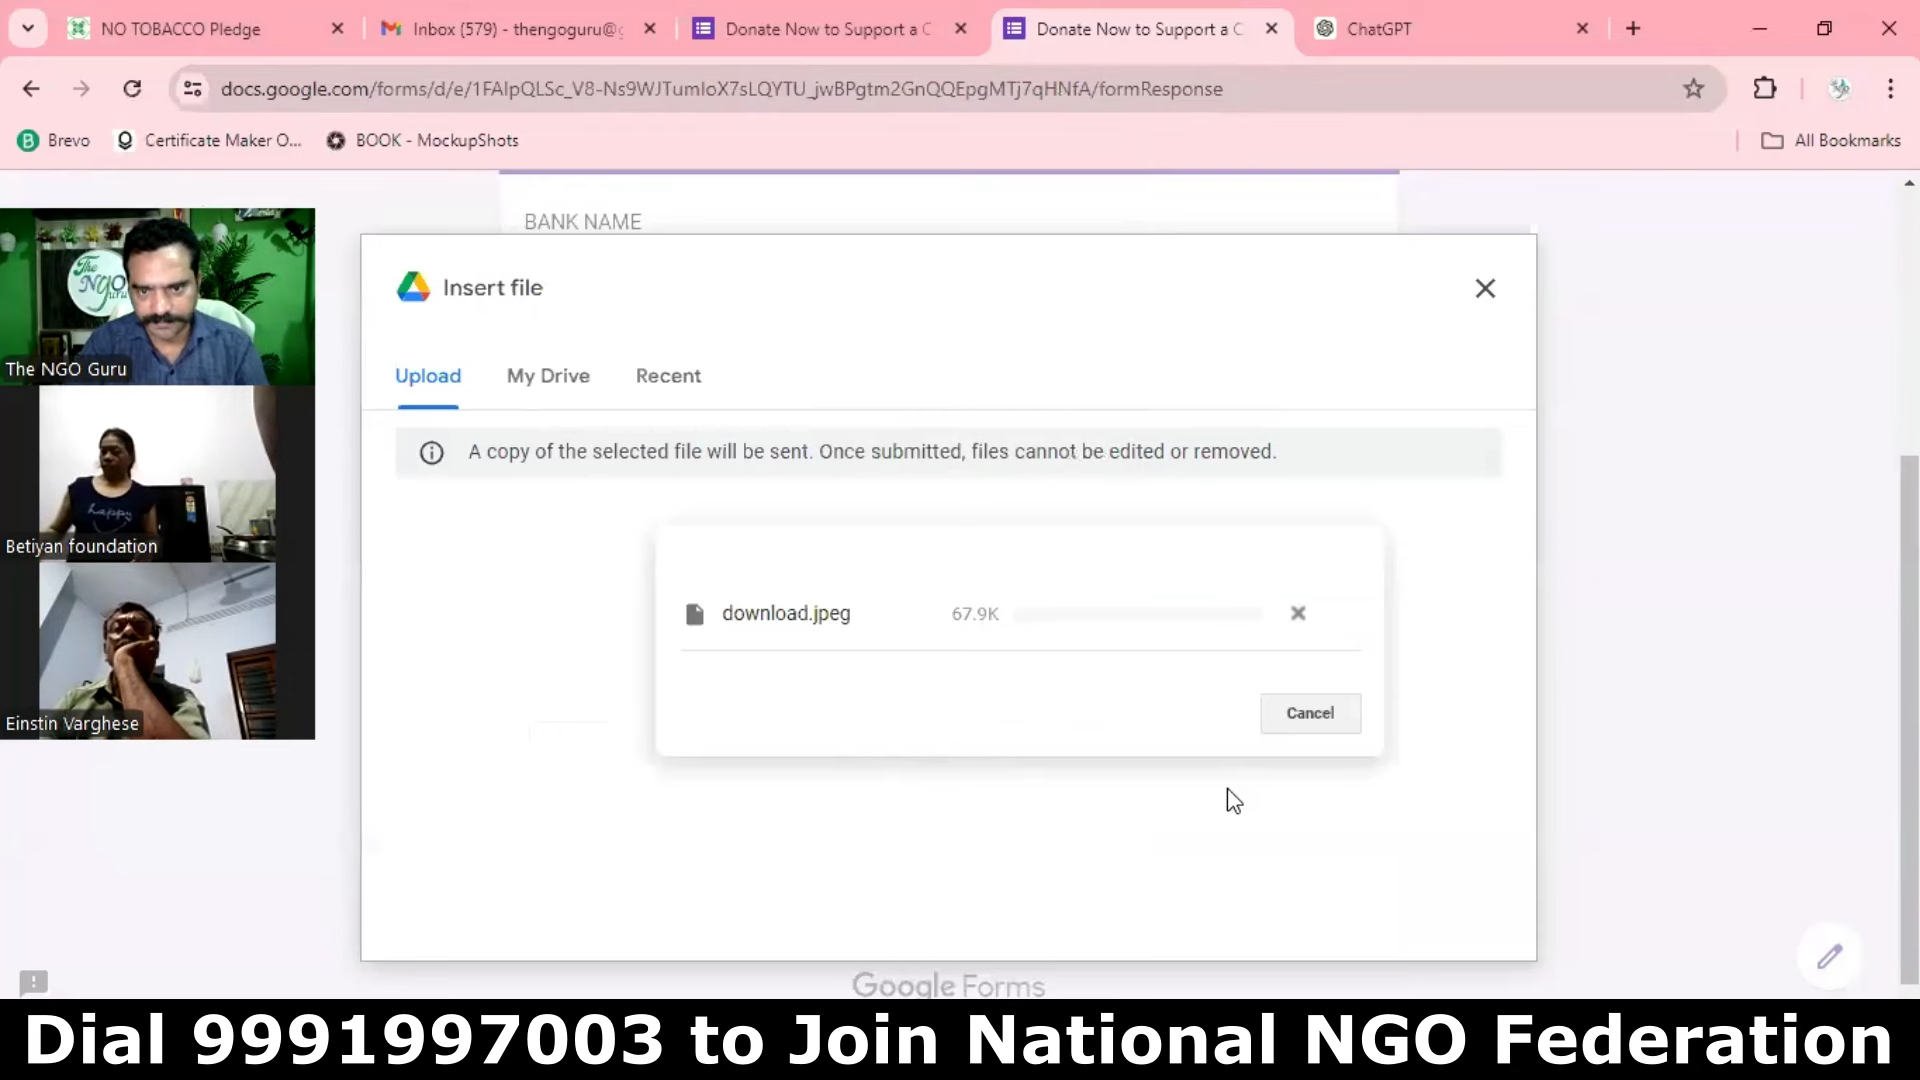 NO TOBACCO Pledge
Inbox (579) - thengoguru@g
Donate Now to Support a C
Donate Now to Support a C
ChatGPT
docs.google.com/forms/d/e/1FAIpQLSc_V8-Ns9WJTumIoX7sLQYTU_jwBPgtm2GnQQEpgMTj7qHNfA/formResponse
Brevo
Certificate Maker O...
BOOK - MockupShots
All Bookmarks
BANK NAME
Insert file
The NGO Guru
Upload
My Drive
Recent
A copy of the selected file will be sent. Once submitted, files cannot be edited or removed.
happy
Betiyan foundation
download.jpeg
67.9K
Cancel
Einstin Varghese
Google Forms
Dial 9991997003 to Join National NGO Federation